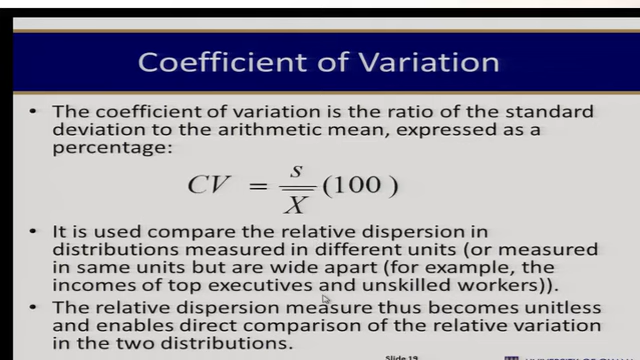 Coefficient of Variation
• The coefficient of variation is the ratio of the standard
deviation to the arithmetic mean, expressed as a
percentage:
CV = s / X̅ (100 )
• It is used compare the relative dispersion in
distributions measured in different units (or measured
in same units but are wide apart (for example, the
incomes of top executives and unskilled workers)).
• The relative dispersion measure thus becomes unitless
and enables direct comparison of the relative variation
in the two distributions.
Slide 19